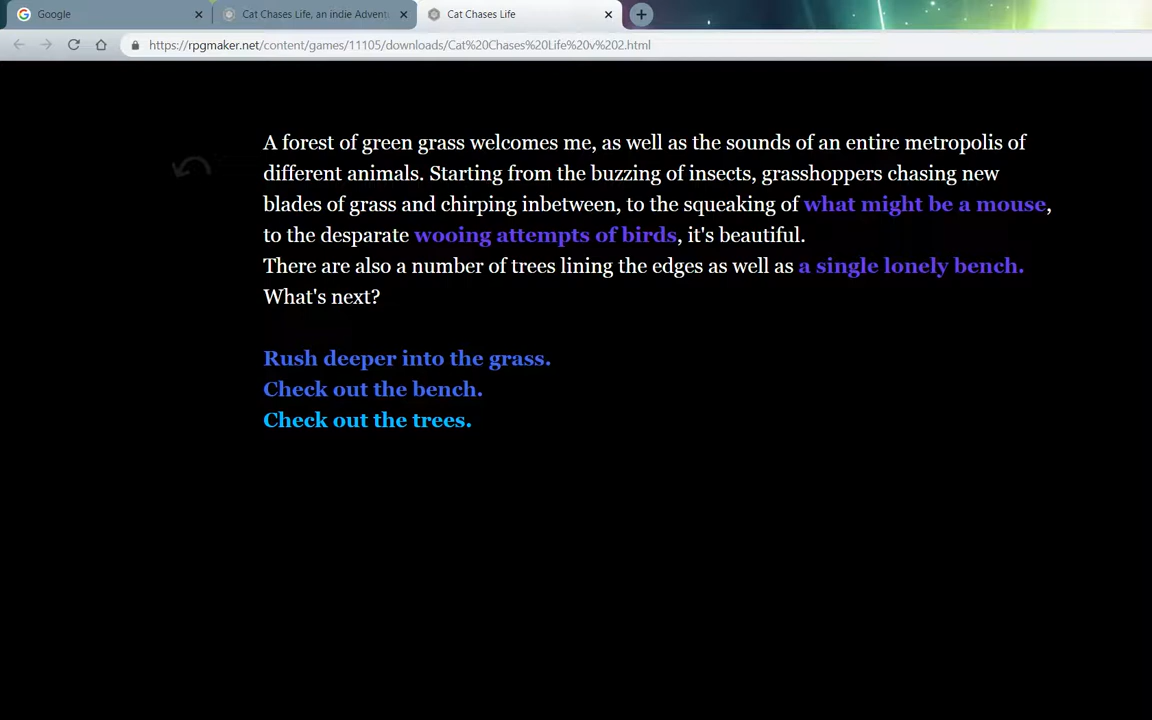 Google
Cat Chases Life, an indie Advent
Cat Chases Life
https://rpgmaker.net/content/games/11105/downloads/Cat%20Chases%20Life%20v%202.html
A forest of green grass welcomes me, as well as the sounds of an entire metropolis of
different animals. Starting from the buzzing of insects, grasshoppers chasing new
blades of grass and chirping inbetween, to the squeaking of what might be a mouse,
to the desparate wooing attempts of birds, it's beautiful.
There are also a number of trees lining the edges as well as a single lonely bench.
What's next?
Rush deeper into the grass.
Check out the bench.
Check out the trees.